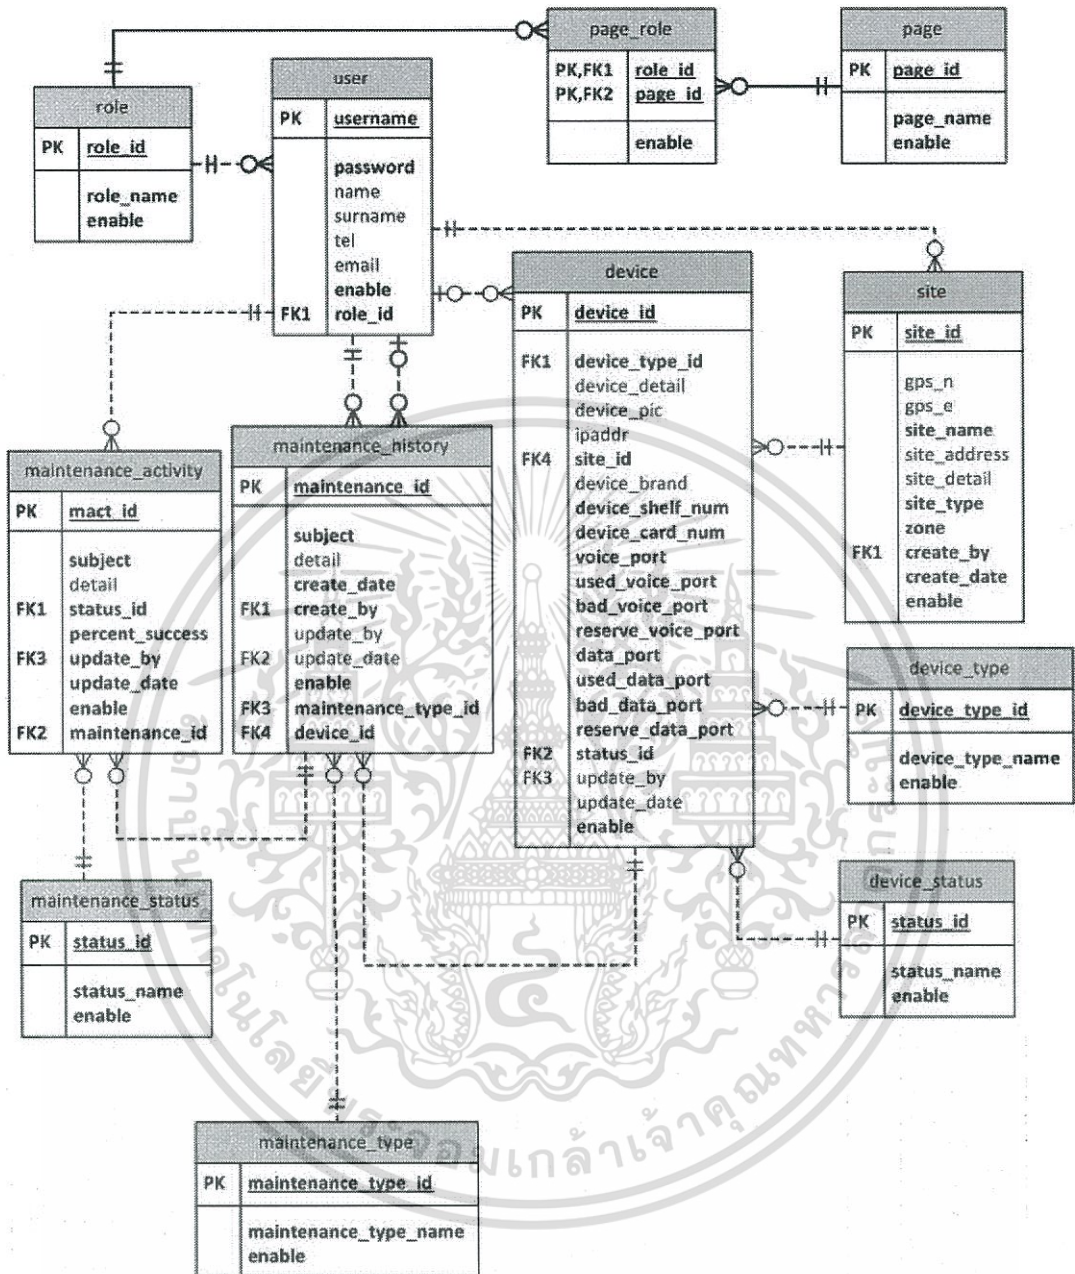 page_role
PK,FK1 role_id
PK,FK2 page_id
enable
page
PK page_id
page_name
enable
role
PK role_id
role_name
enable
user
PK username
password
name
surname
tel
email
enable
FK1 role_id
device
PK device_id
FK1 device_type_id
device_detail
device_pic
ipaddr
FK4 site_id
device_brand
device_shelf_num
device_card_num
voice_port
used_voice_port
bad_voice_port
reserve_voice_port
data_port
used_data_port
bad_data_port
reserve_data_port
FK2 status_id
FK3 update_by
update_date
enable
site
PK site_id
gps_n
gps_e
site_name
site_address
site_detail
site_type
zone
FK1 create_by
create_date
enable
maintenance_activity
PK mact_id
subject
detail
FK1 status_id
percent_success
FK3 update_by
update_date
enable
FK2 maintenance_id
maintenance_history
PK maintenance_id
subject
detail
create_date
FK1 create_by
update_by
FK2 update_date
enable
FK3 maintenance_type_id
FK4 device_id
device_type
PK device_type_id
device_type_name
enable
maintenance_status
PK status_id
status_name
enable
device_status
PK status_id
status_name
enable
maintenance_type
PK maintenance_type_id
maintenance_type_name
enable